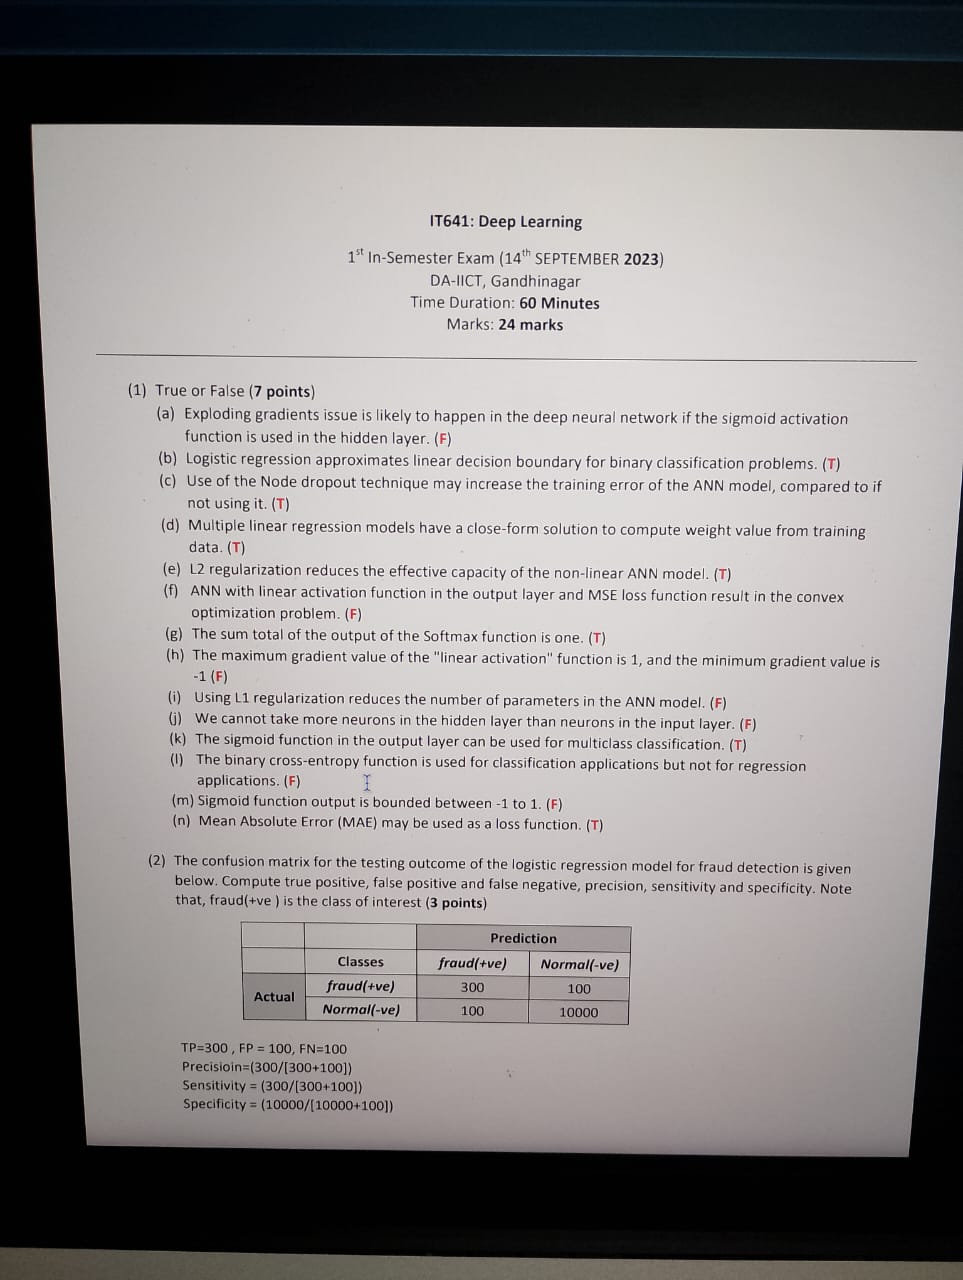 IT641: Deep Learning
1st In-Semester Exam (14th SEPTEMBER 2023)
DA-IICT, Gandhinagar
Time Duration: 60 Minutes
Marks: 24 marks
(1) True or False (7 points)
(a) Exploding gradients issue is likely to happen in the deep neural network if the sigmoid activation
function is used in the hidden layer. (F)
(b) Logistic regression approximates linear decision boundary for binary classification problems. (T)
(c) Use of the Node dropout technique may increase the training error of the ANN model, compared to if
not using it. (T)
(d) Multiple linear regression models have a close-form solution to compute weight value from training
data. (T)
(e) L2 regularization reduces the effective capacity of the non-linear ANN model. (T)
(f) ANN with linear activation function in the output layer and MSE loss function result in the convex
optimization problem. (F)
(g) The sum total of the output of the Softmax function is one. (T)
(h) The maximum gradient value of the "linear activation" function is 1, and the minimum gradient value is
-1 (F)
(i) Using L1 regularization reduces the number of parameters in the ANN model. (F)
(j) We cannot take more neurons in the hidden layer than neurons in the input layer. (F)
(k) The sigmoid function in the output layer can be used for multiclass classification. (T)
(l) The binary cross-entropy function is used for classification applications but not for regression
applications. (F)
(m) Sigmoid function output is bounded between -1 to 1. (F)
(n) Mean Absolute Error (MAE) may be used as a loss function. (T)
(2) The confusion matrix for the testing outcome of the logistic regression model for fraud detection is given
below. Compute true positive, false positive and false negative, precision, sensitivity and specificity. Note
that, fraud(+ve ) is the class of interest (3 points)
Prediction
Classes fraud(+ve) Normal(-ve)
Actual fraud(+ve) 300 100
Normal(-ve) 100 10000
TP=300 , FP = 100, FN=100
Precisioin=(300/[300+100])
Sensitivity = (300/[300+100])
Specificity = (10000/[10000+100])